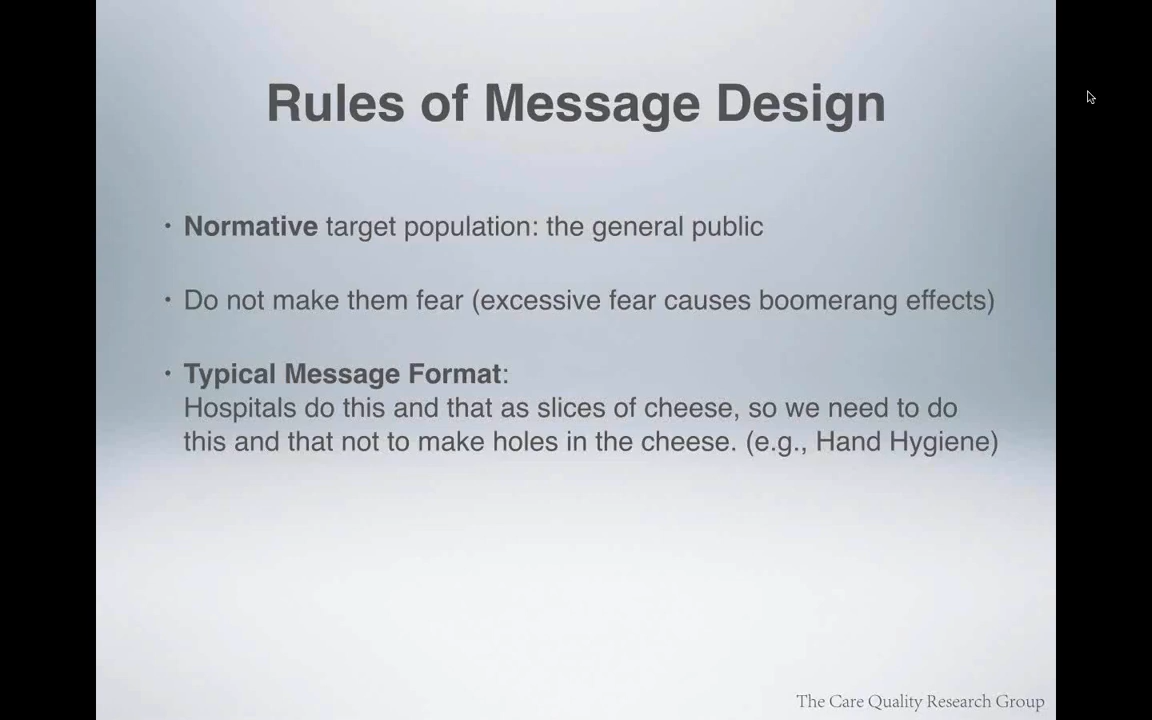 Rules of Message Design
• Normative target population: the general public
• Do not make them fear (excessive fear causes boomerang effects)
• Typical Message Format:
Hospitals do this and that as slices of cheese, so we need to do
this and that not to make holes in the cheese. (e.g., Hand Hygiene)
The Care Quality Research Group